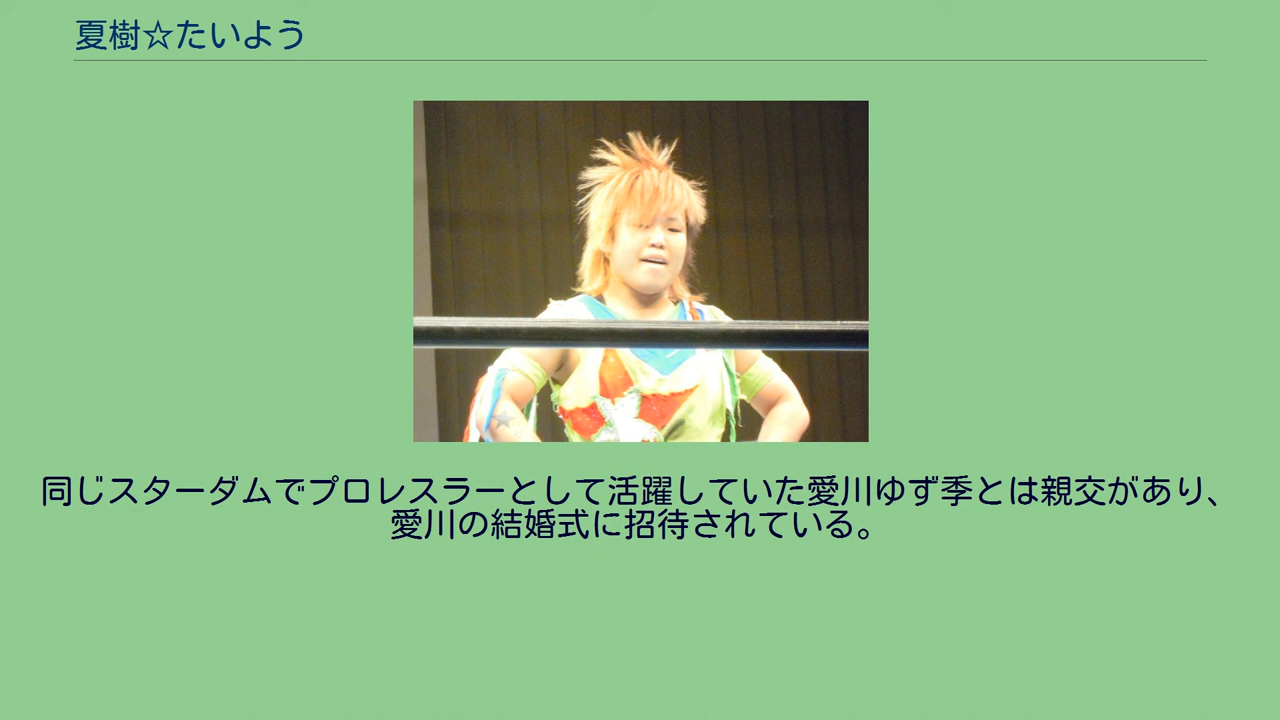 夏樹☆たいよう
同じスターダムでプロレスラーとして活躍していた愛川ゆず季とは親交があり、
愛川の結婚式に招待されている。